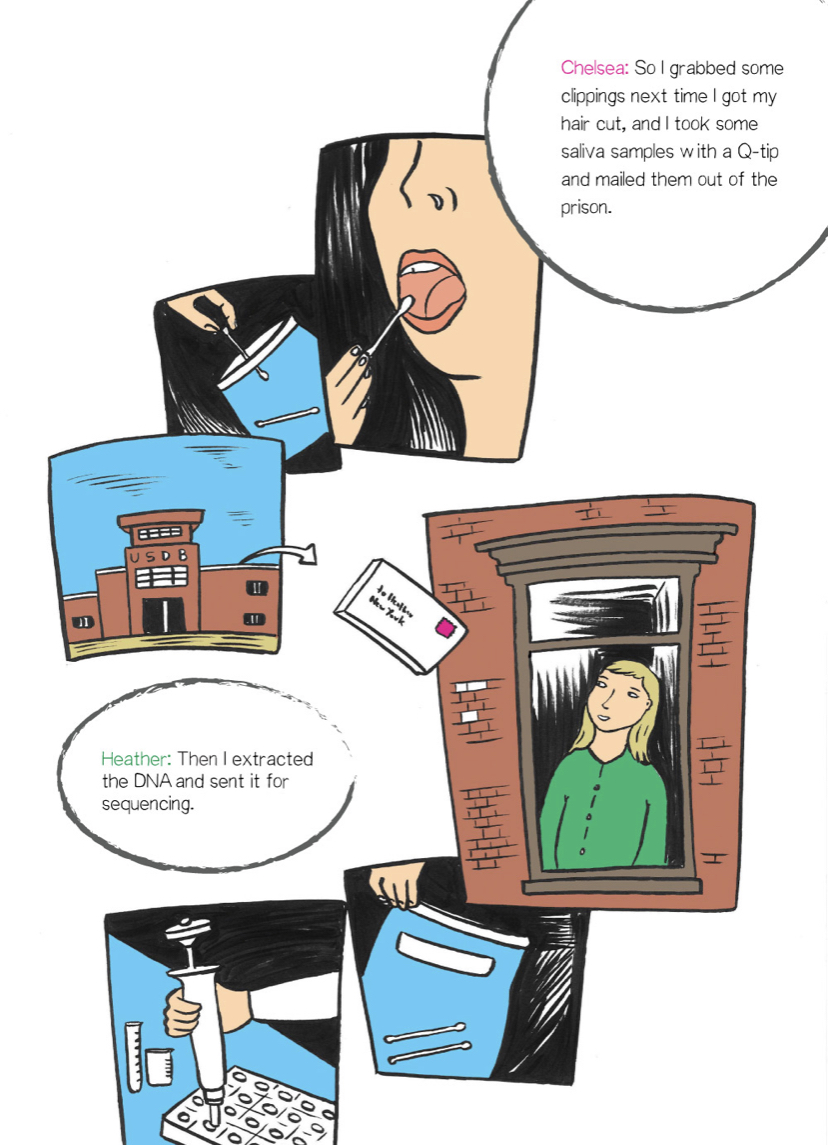 Chelsea: So I grabbed some
clippings next time I got my
hair cut, and I took some
saliva samples with a Q-tip
and mailed them out of the
prison.
USDB
to Heather
New York
Heather: Then I extracted
the DNA and sent it for
sequencing.